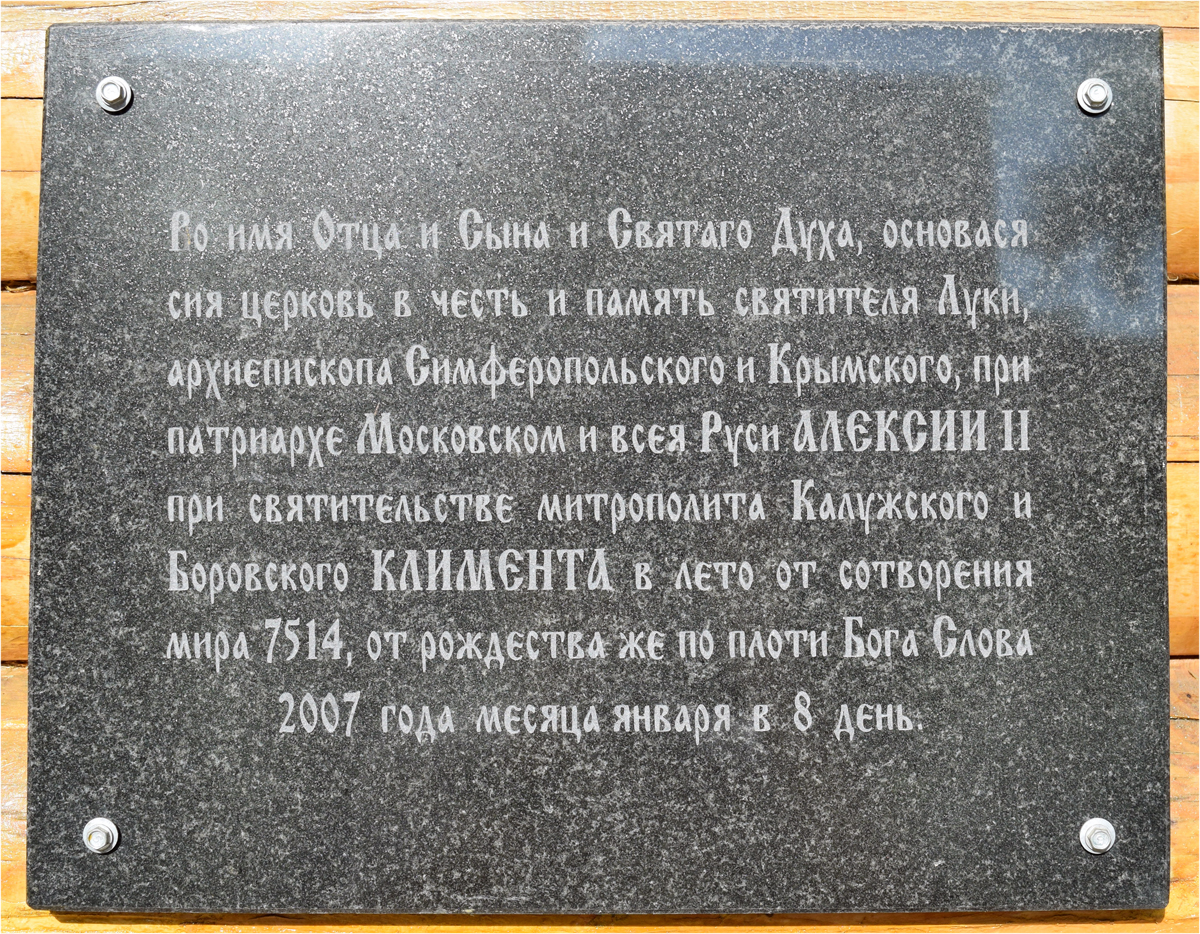 Во имя Отца и Сына и Святаго Духа, основася
сия церковь в честь и память святителя Луки,
архиепископа Симферопольского и Крымского, при
патриархе Московском и всея Руси АЛЕКСИИ II
при святительстве митрополита Калужского и
Боровского КЛИМЕНТА в лето от сотворения
мира 7514, от рождества же по плоти Бога Слова
2007 года месяца января в 8 день.